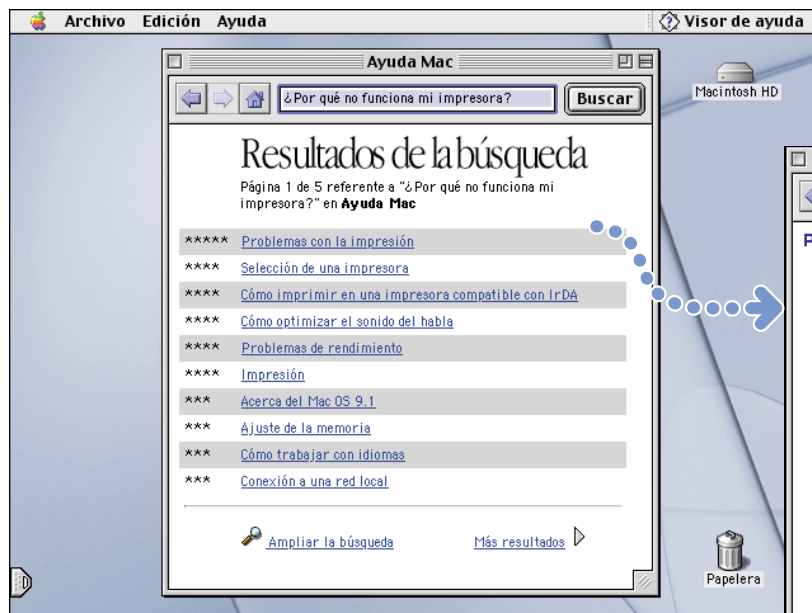 Archivo Edición Ayuda
Visor de ayuda
Ayuda Mac
¿Por qué no funciona mi impresora?
Buscar
Macintosh HD
Resultados de la búsqueda
Página 1 de 5 referente a "¿Por qué no funciona mi
impresora?" en Ayuda Mac
***** Problemas con la impresión
**** Selección de una impresora
**** Cómo imprimir en una impresora compatible con IrDA
**** Cómo optimizar el sonido del habla
**** Problemas de rendimiento
**** Impresión
*** Acerca del Mac OS 9.1
*** Ajuste de la memoria
*** Cómo trabajar con idiomas
*** Conexión a una red local
Ampliar la búsqueda
Más resultados
Papelera